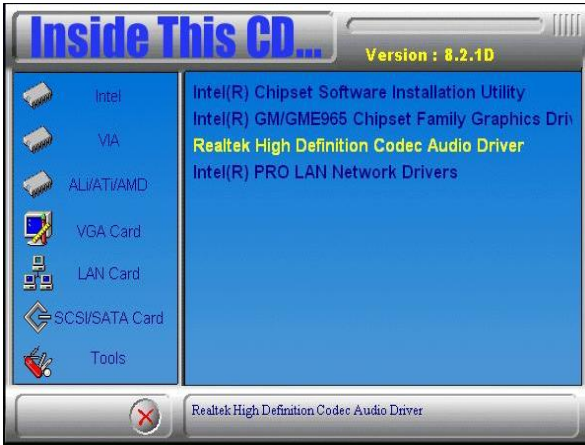 Inside This CD...
Version : 8.2.1D
Intel
VIA
ALi/ATi/AMD
VGA Card
LAN Card
SCSI/SATA Card
Tools
Intel(R) Chipset Software Installation Utility
Intel(R) GM/GME965 Chipset Family Graphics Driv
Realtek High Definition Codec Audio Driver
Intel(R) PRO LAN Network Drivers
Realtek High Definition Codec Audio Driver